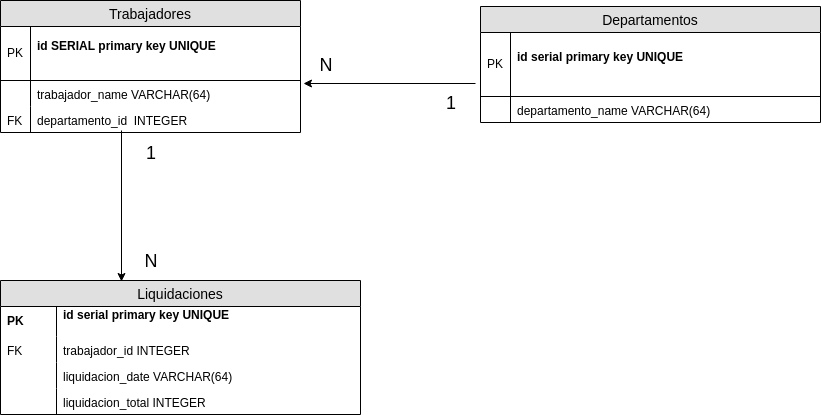 Trabajadores
PK id SERIAL primary key UNIQUE
trabajador_name VARCHAR(64)
FK departamento_id INTEGER
Departamentos
PK id serial primary key UNIQUE
departamento_name VARCHAR(64)
N
1
1
N
Liquidaciones
PK id serial primary key UNIQUE
FK trabajador_id INTEGER
liquidacion_date VARCHAR(64)
liquidacion_total INTEGER